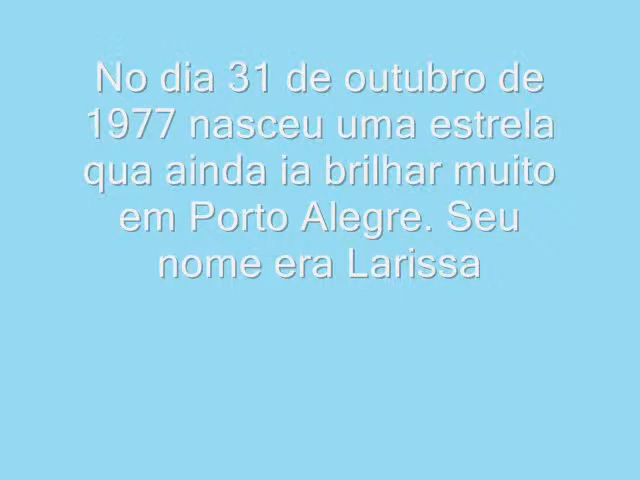 No dia 31 de outubro de
1977 nasceu uma estrela
qua ainda ia brilhar muito
em Porto Alegre. Seu
nome era Larissa